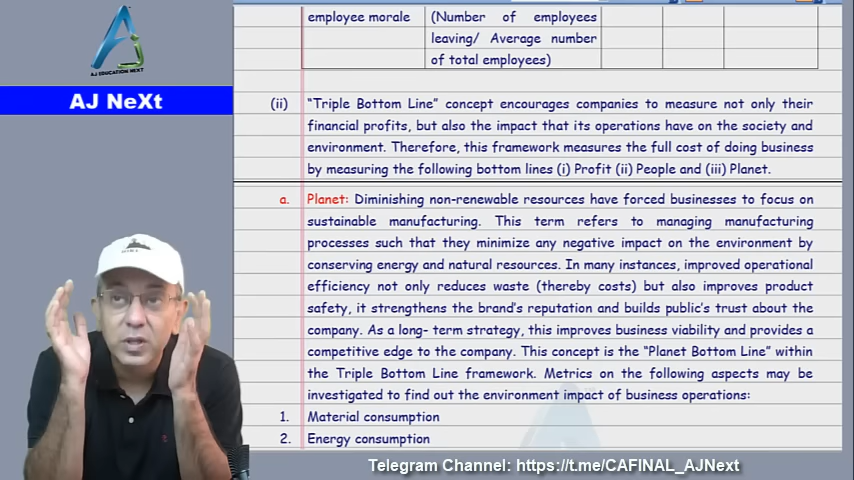 employee morale
(Number of employees
leaving/ Average number
of total employees)
AJ EDUCATION NEXT
AJ NeXt
(ii) "Triple Bottom Line" concept encourages companies to measure not only their
financial profits, but also the impact that its operations have on the society and
environment. Therefore, this framework measures the full cost of doing business
by measuring the following bottom lines (i) Profit (ii) People and (iii) Planet.
a. Planet: Diminishing non-renewable resources have forced businesses to focus on
sustainable manufacturing. This term refers to managing manufacturing
processes such that they minimize any negative impact on the environment by
conserving energy and natural resources. In many instances, improved operational
efficiency not only reduces waste (thereby costs) but also improves product
safety, it strengthens the brand's reputation and builds public's trust about the
company. As a long- term strategy, this improves business viability and provides a
competitive edge to the company. This concept is the "Planet Bottom Line" within
the Triple Bottom Line framework. Metrics on the following aspects may be
investigated to find out the environment impact of business operations:
1. Material consumption
2. Energy consumption
Telegram Channel: https://t.me/CAFINAL_AJNext